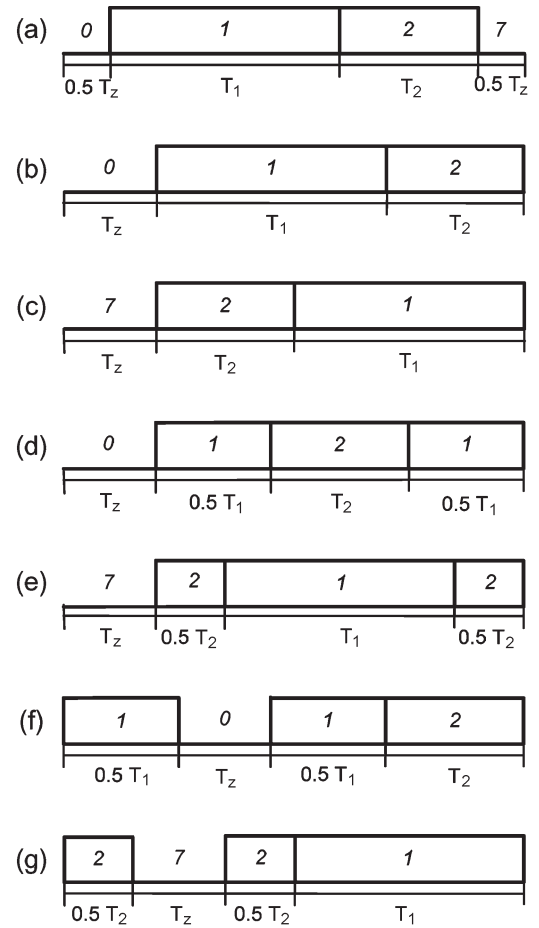 (a) 0 1 2 7
0.5 Tz T1 T2 0.5 Tz
(b) 0 1 2
Tz T1 T2
(c) 7 2 1
Tz T2 T1
(d) 0 1 2 1
Tz 0.5 T1 T2 0.5 T1
(e) 7 2 1 2
Tz 0.5 T2 T1 0.5 T2
(f) 1 0 1 2
0.5 T1 Tz 0.5 T1 T2
(g) 2 7 2 1
0.5 T2 Tz 0.5 T2 T1